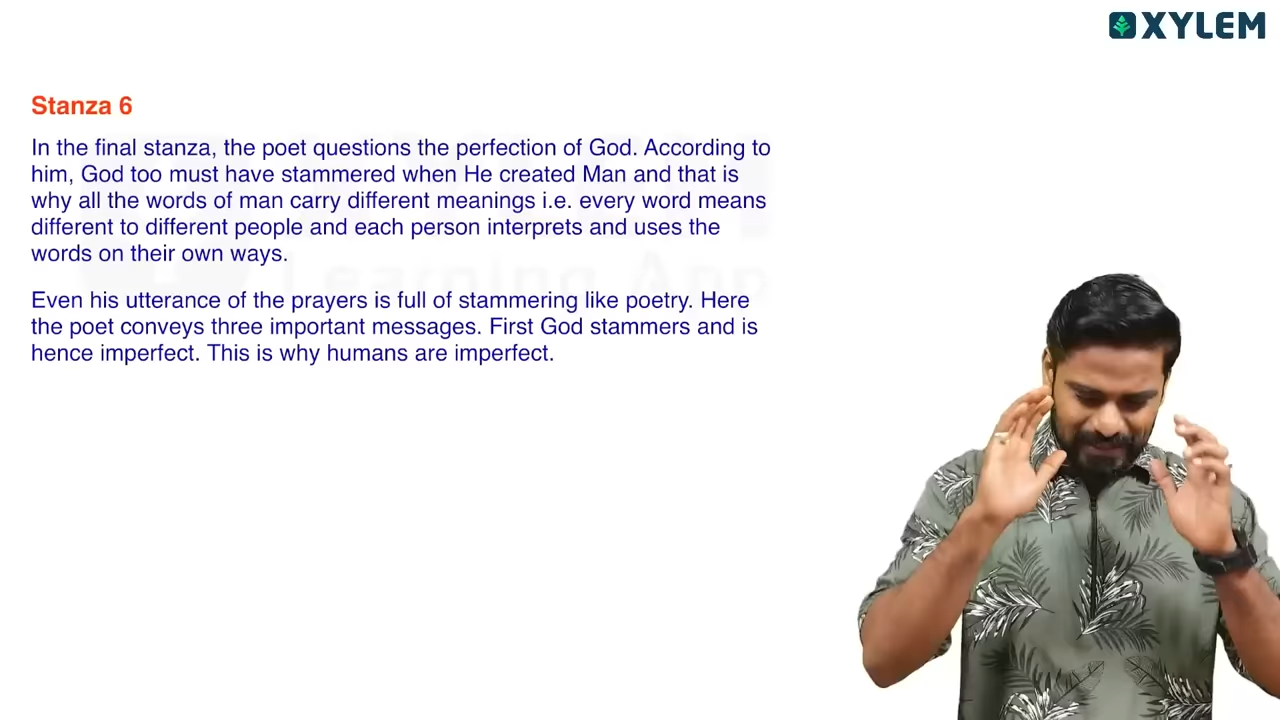 XYLEM
Stanza 6
In the final stanza, the poet questions the perfection of God. According to
him, God too must have stammered when He created Man and that is
why all the words of man carry different meanings i.e. every word means
different to different people and each person interprets and uses the
words on their own ways.
Learning App
Even his utterance of the prayers is full of stammering like poetry. Here
the poet conveys three important messages. First God stammers and is
hence imperfect. This is why humans are imperfect.